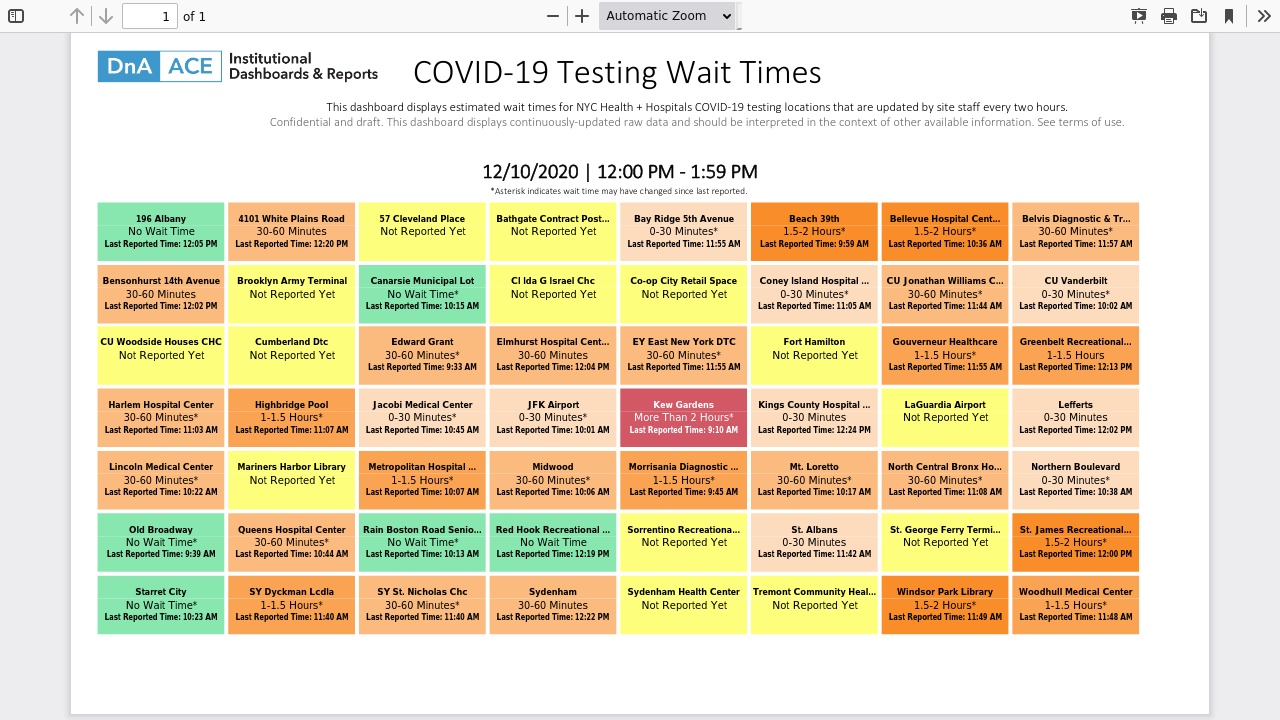 1 of 1 Automatic Zoom
DnA ACE Institutional
Dashboards & Reports
COVID-19 Testing Wait Times
This dashboard displays estimated wait times for NYC Health + Hospitals COVID-19 testing locations that are updated by site staff every two hours.
Confidential and draft. This dashboard displays continuously-updated raw data and should be interpreted in the context of other available information. See terms of use.
12/10/2020 | 12:00 PM - 1:59 PM
*Asterisk indicates wait time may have changed since last reported.
196 Albany
No Wait Time
Last Reported Time: 12:05 PM
4101 White Plains Road
30-60 Minutes
Last Reported Time: 12:20 PM
57 Cleveland Place
Not Reported Yet
Bathgate Contract Post...
Not Reported Yet
Bay Ridge 5th Avenue
0-30 Minutes*
Last Reported Time: 11:55 AM
Beach 39th
1.5-2 Hours*
Last Reported Time: 9:59 AM
Bellevue Hospital Cent...
1.5-2 Hours*
Last Reported Time: 10:36 AM
Belvis Diagnostic & Tr...
30-60 Minutes*
Last Reported Time: 11:57 AM
Bensonhurst 14th Avenue
30-60 Minutes
Last Reported Time: 12:02 PM
Brooklyn Army Terminal
Not Reported Yet
Canarsie Municipal Lot
No Wait Time*
Last Reported Time: 10:15 AM
Cl Ida G Israel Chc
Not Reported Yet
Co-op City Retail Space
Not Reported Yet
Coney Island Hospital ...
0-30 Minutes*
Last Reported Time: 11:05 AM
CU Jonathan Williams C...
30-60 Minutes*
Last Reported Time: 11:44 AM
CU Vanderbilt
0-30 Minutes*
Last Reported Time: 10:02 AM
CU Woodside Houses CHC
Not Reported Yet
Cumberland Dtc
Not Reported Yet
Edward Grant
30-60 Minutes*
Last Reported Time: 9:33 AM
Elmhurst Hospital Cent...
30-60 Minutes
Last Reported Time: 12:04 PM
EY East New York DTC
30-60 Minutes*
Last Reported Time: 11:55 AM
Fort Hamilton
Not Reported Yet
Gouverneur Healthcare
1-1.5 Hours*
Last Reported Time: 11:55 AM
Greenbelt Recreational...
1-1.5 Hours
Last Reported Time: 12:13 PM
Harlem Hospital Center
30-60 Minutes*
Last Reported Time: 11:03 AM
Highbridge Pool
1-1.5 Hours*
Last Reported Time: 11:07 AM
Jacobi Medical Center
0-30 Minutes*
Last Reported Time: 10:45 AM
JFK Airport
0-30 Minutes*
Last Reported Time: 10:01 AM
Kew Gardens
More Than 2 Hours*
Last Reported Time: 9:10 AM
Kings County Hospital ...
0-30 Minutes
Last Reported Time: 12:24 PM
LaGuardia Airport
Not Reported Yet
Lefferts
0-30 Minutes
Last Reported Time: 12:02 PM
Lincoln Medical Center
30-60 Minutes*
Last Reported Time: 10:22 AM
Mariners Harbor Library
Not Reported Yet
Metropolitan Hospital ...
1-1.5 Hours*
Last Reported Time: 10:07 AM
Midwood
30-60 Minutes*
Last Reported Time: 10:06 AM
Morrisania Diagnostic ...
1-1.5 Hours*
Last Reported Time: 9:45 AM
Mt. Loretto
30-60 Minutes*
Last Reported Time: 10:17 AM
North Central Bronx Ho...
30-60 Minutes*
Last Reported Time: 11:08 AM
Northern Boulevard
0-30 Minutes*
Last Reported Time: 10:38 AM
Old Broadway
No Wait Time*
Last Reported Time: 9:39 AM
Queens Hospital Center
30-60 Minutes*
Last Reported Time: 10:44 AM
Rain Boston Road Senio...
No Wait Time*
Last Reported Time: 10:13 AM
Red Hook Recreational ...
No Wait Time
Last Reported Time: 12:19 PM
Sorrentino Recreationa...
Not Reported Yet
St. Albans
0-30 Minutes
Last Reported Time: 11:42 AM
St. George Ferry Termi...
Not Reported Yet
St. James Recreational...
1.5-2 Hours*
Last Reported Time: 12:00 PM
Starret City
No Wait Time*
Last Reported Time: 10:23 AM
SY Dyckman Lcdla
1-1.5 Hours*
Last Reported Time: 11:40 AM
SY St. Nicholas Chc
30-60 Minutes*
Last Reported Time: 11:40 AM
Sydenham
30-60 Minutes
Last Reported Time: 12:22 PM
Sydenham Health Center
Not Reported Yet
Tremont Community Heal...
Not Reported Yet
Windsor Park Library
1.5-2 Hours*
Last Reported Time: 11:49 AM
Woodhull Medical Center
1-1.5 Hours*
Last Reported Time: 11:48 AM